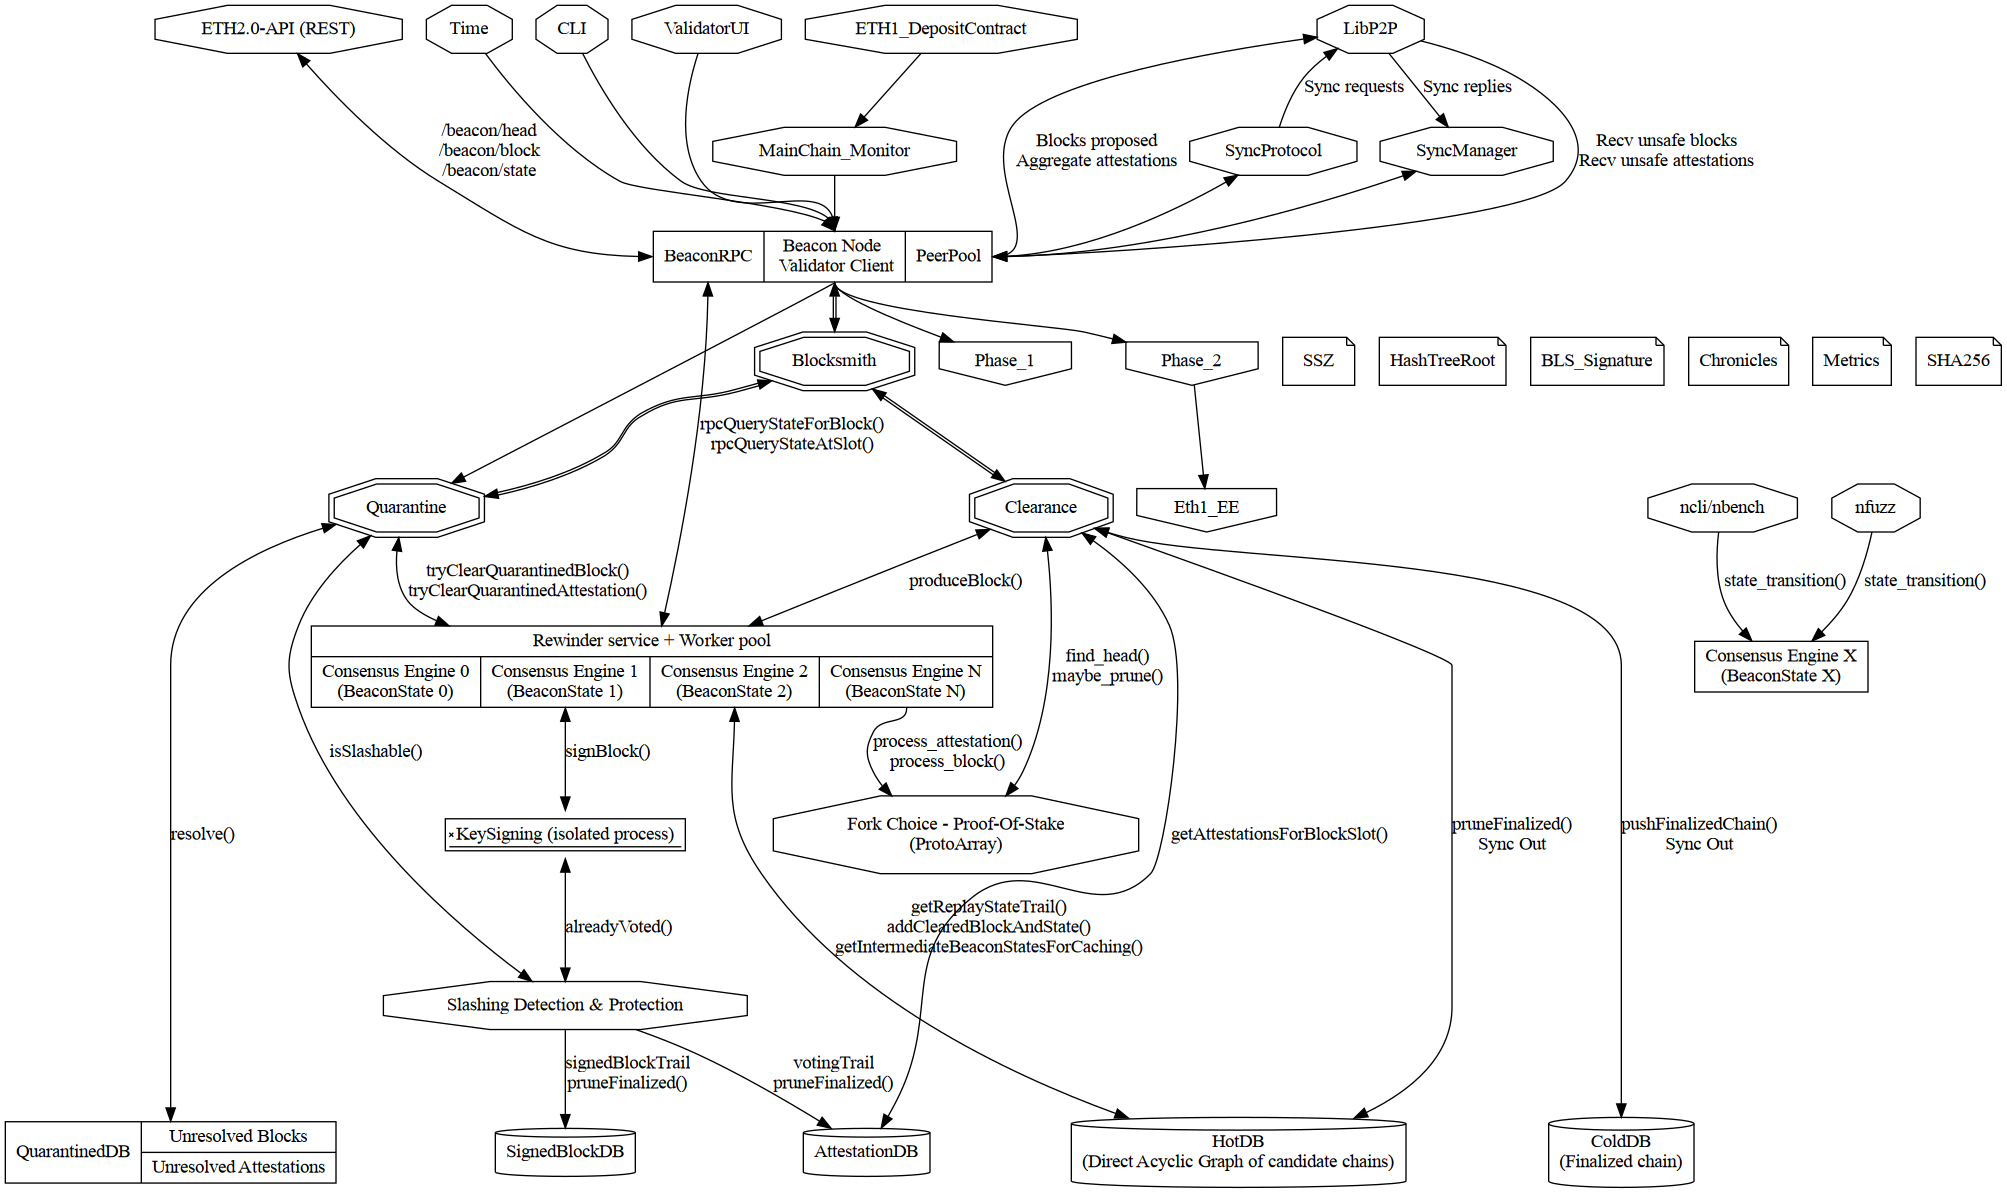 ETH2.0-API (REST)
Time
CLI
ValidatorUI
ETH1_DepositContract
LibP2P
Sync requests
Sync replies
/beacon/head
/beacon/block
/beacon/state
MainChain_Monitor
Blocks proposed
Aggregate attestations
SyncProtocol
SyncManager
Recv unsafe blocks
Recv unsafe attestations
BeaconRPC
Beacon Node
Validator Client
PeerPool
Blocksmith
Phase_1
Phase_2
SSZ
HashTreeRoot
BLS_Signature
Chronicles
Metrics
SHA256
rpcQueryStateForBlock()
rpcQueryStateAtSlot()
Quarantine
Clearance
Eth1_EE
ncli/nbench
nfuzz
tryClearQuarantinedBlock()
tryClearQuarantinedAttestation()
produceBlock()
state_transition()
state_transition()
Rewinder service + Worker pool
Consensus Engine 0
(BeaconState 0)
Consensus Engine 1
(BeaconState 1)
Consensus Engine 2
(BeaconState 2)
Consensus Engine N
(BeaconState N)
find_head()
maybe_prune()
Consensus Engine X
(BeaconState X)
isSlashable()
signBlock()
process_attestation()
process_block()
resolve()
KeySigning (isolated process)
Fork Choice - Proof-Of-Stake
(ProtoArray)
getAttestationsForBlockSlot()
pruneFinalized()
Sync Out
pushFinalizedChain()
Sync Out
alreadyVoted()
getReplayStateTrail()
addClearedBlockAndState()
getIntermediateBeaconStatesForCaching()
Slashing Detection & Protection
signedBlockTrail
pruneFinalized()
votingTrail
pruneFinalized()
QuarantinedDB
Unresolved Blocks
Unresolved Attestations
SignedBlockDB
AttestationDB
HotDB
(Direct Acyclic Graph of candidate chains)
ColdDB
(Finalized chain)